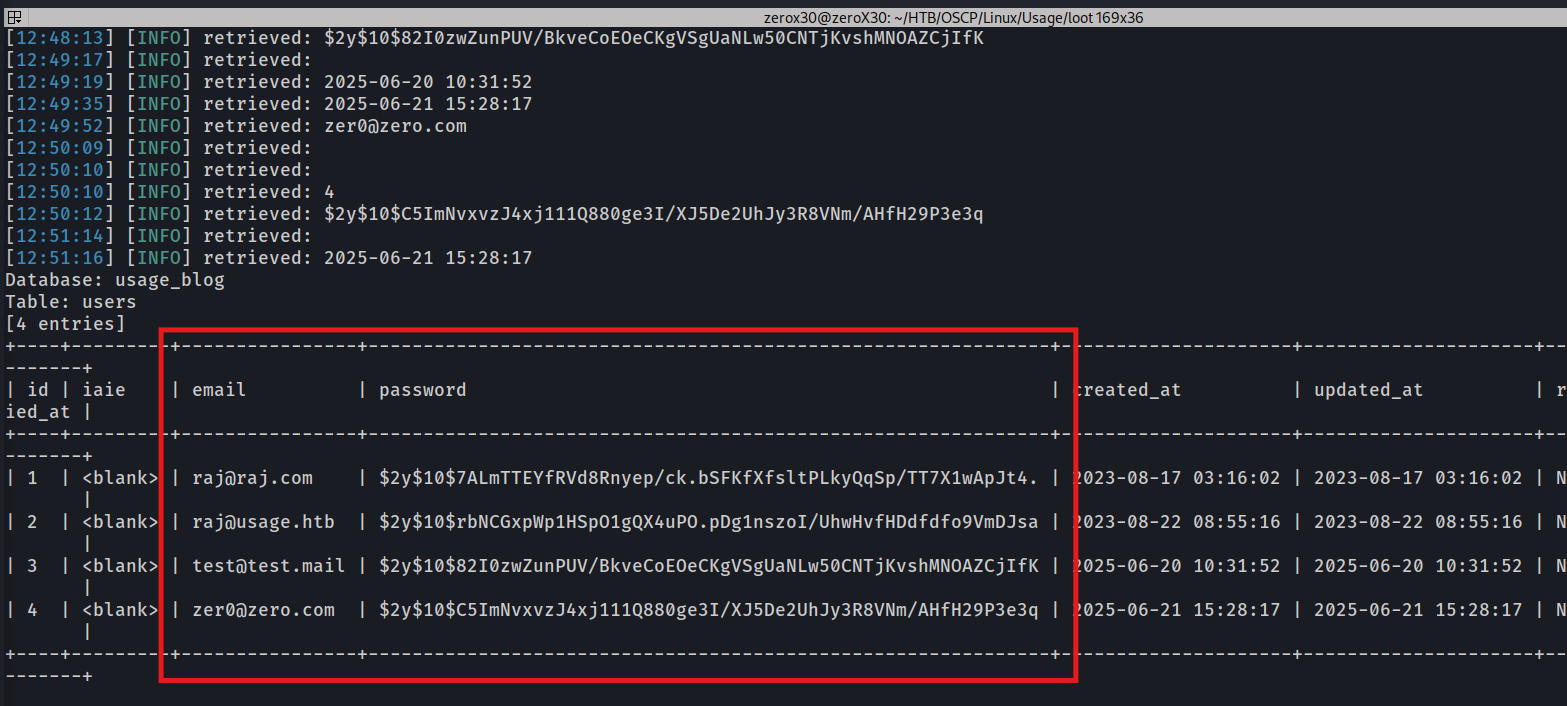 zerox30@zeroX30: ~/HTB/OSCP/Linux/Usage/loot 169x36
[12:48:13] [INFO] retrieved: $2y$10$82I0zwZunPUV/BkveCoEOeCKgVSgUaNLw50CNTjKvshMNOAZCjIfK
[12:49:17] [INFO] retrieved:
[12:49:19] [INFO] retrieved: 2025-06-20 10:31:52
[12:49:35] [INFO] retrieved: 2025-06-21 15:28:17
[12:49:52] [INFO] retrieved: zer0@zero.com
[12:50:09] [INFO] retrieved:
[12:50:10] [INFO] retrieved:
[12:50:10] [INFO] retrieved: 4
[12:50:12] [INFO] retrieved: $2y$10$C5ImNvxvzJ4xj111Q880ge3I/XJ5De2UhJy3R8VNm/AHfH29P3e3q
[12:51:14] [INFO] retrieved:
[12:51:16] [INFO] retrieved: 2025-06-21 15:28:17
Database: usage_blog
Table: users
[4 entries]
+----+---------+----------------+--------------------------------------------------------------+---------------------+---------------------+--
-------+
| id | iaie    | email          | password                                                     | created_at          | updated_at          | r
ied_at |
+----+---------+----------------+--------------------------------------------------------------+---------------------+---------------------+--
-------+
| 1  | <blank> | raj@raj.com    | $2y$10$7ALmTTEYfRVd8Rnyep/ck.bSFKfXfsltPLkyQqSp/TT7X1wApJt4. | 2023-08-17 03:16:02 | 2023-08-17 03:16:02 | N
       |
| 2  | <blank> | raj@usage.htb  | $2y$10$rbNCGxpWp1HSpO1gQX4uPO.pDg1nszoI/UhwHvfHDdfdfo9VmDJsa | 2023-08-22 08:55:16 | 2023-08-22 08:55:16 | N
       |
| 3  | <blank> | test@test.mail | $2y$10$82I0zwZunPUV/BkveCoEOeCKgVSgUaNLw50CNTjKvshMNOAZCjIfK | 2025-06-20 10:31:52 | 2025-06-20 10:31:52 | N
       |
| 4  | <blank> | zer0@zero.com  | $2y$10$C5ImNvxvzJ4xj111Q880ge3I/XJ5De2UhJy3R8VNm/AHfH29P3e3q | 2025-06-21 15:28:17 | 2025-06-21 15:28:17 | N
       |
+----+---------+----------------+--------------------------------------------------------------+---------------------+---------------------+--
-------+